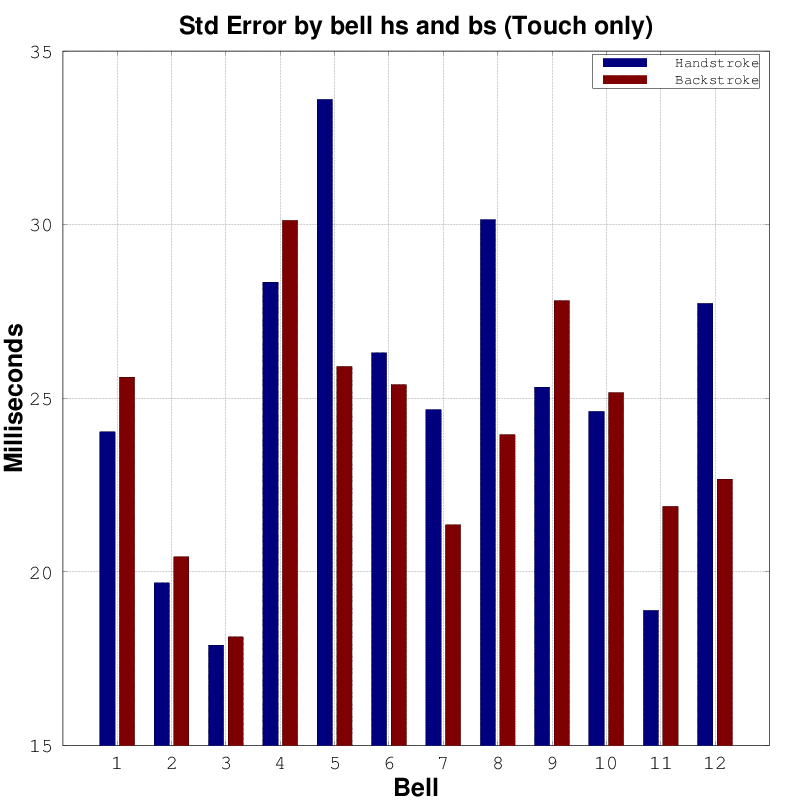 Std Error by bell hs and bs (Touch only)
Handstroke
Backstroke
35
30
25
20
15
Milliseconds
1 2 3 4 5 6 7 8 9 10 11 12
Bell